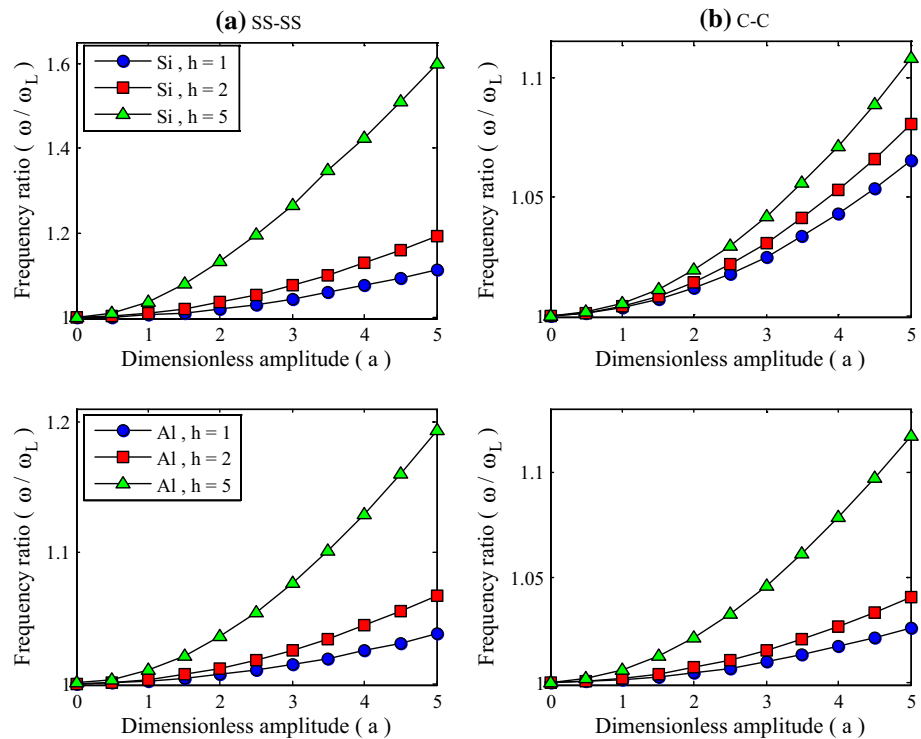 (a) SS-SS
(b) C-C
Frequency ratio ( ω / ω_L )
1.6
1.4
1.2
1
Si , h = 1
Si , h = 2
Si , h = 5
0 1 2 3 4 5
Dimensionless amplitude ( a )
Frequency ratio ( ω / ω_L )
1.1
1.05
1
0 1 2 3 4 5
Dimensionless amplitude ( a )
Frequency ratio ( ω / ω_L )
1.2
1.1
1
Al , h = 1
Al , h = 2
Al , h = 5
0 1 2 3 4 5
Dimensionless amplitude ( a )
Frequency ratio ( ω / ω_L )
1.1
1.05
1
0 1 2 3 4 5
Dimensionless amplitude ( a )